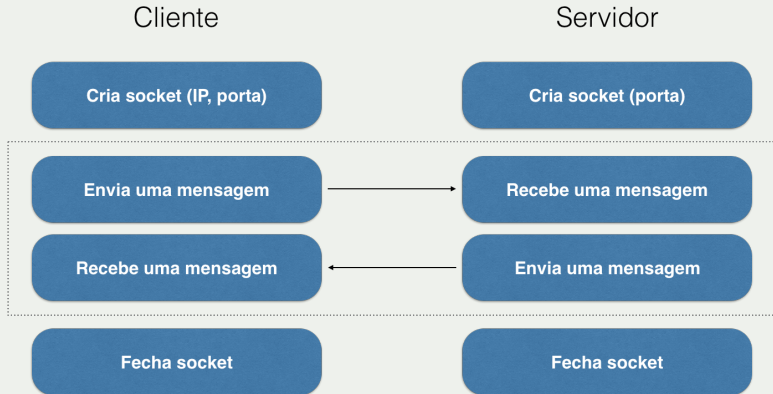 Cliente
Servidor
Cria socket (IP, porta)
Cria socket (porta)
Envia uma mensagem
Recebe uma mensagem
Recebe uma mensagem
Envia uma mensagem
Fecha socket
Fecha socket